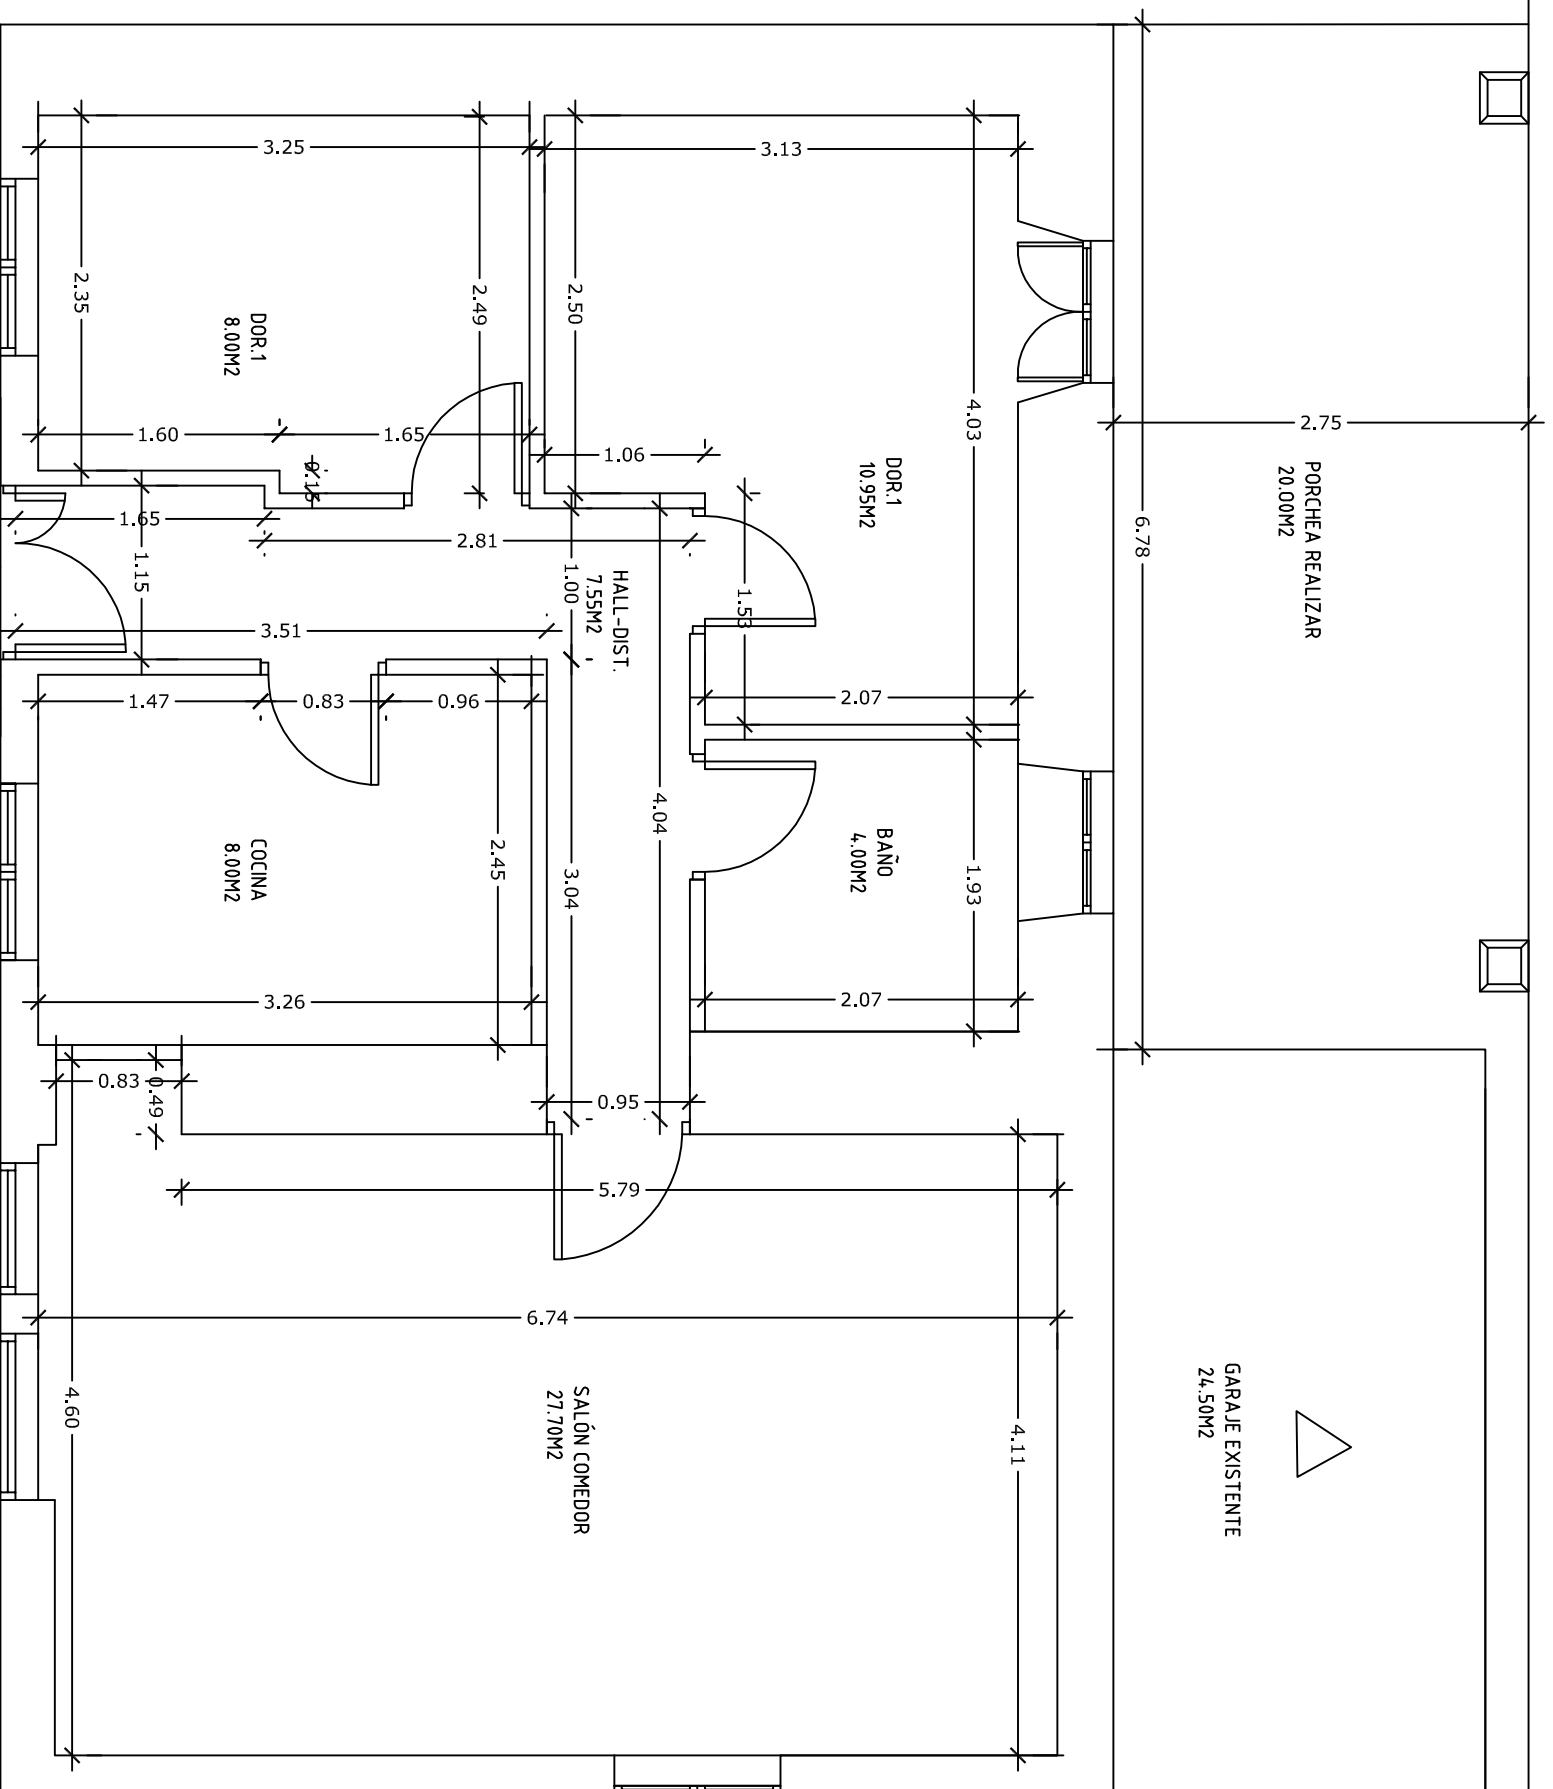 6.78
2.75
PORCHEA REALIZAR
20.00M2
3.25
3.13
2.35
2.49
2.50
4.03
DOR.1
8.00M2
DOR.1
10.95M2
1.60
1.65
1.06
0.15
1.65
2.81
1.15
1.00
1.53
HALL-DIST.
7.55M2
3.51
1.47
0.83
0.96
2.07
2.45
4.04
3.04
1.93
COCINA
8.00M2
BAÑO
4.00M2
3.26
2.07
0.83
0.49
0.95
5.79
6.74
4.60
4.11
SALÓN COMEDOR
27.70M2
GARAJE EXISTENTE
24.50M2